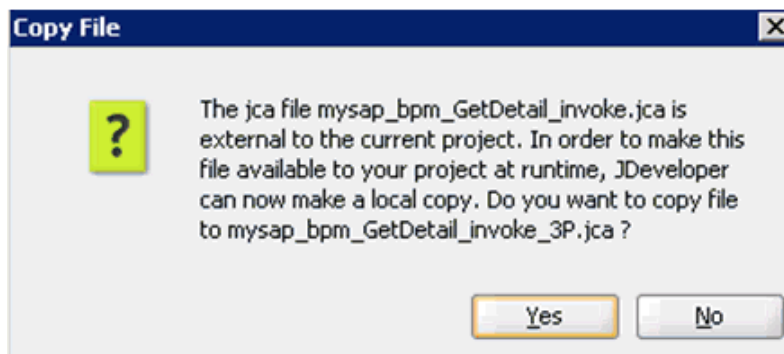 Copy File
?
The jca file mysap_bpm_GetDetail_invoke.jca is
external to the current project. In order to make this
file available to your project at runtime, JDeveloper
can now make a local copy. Do you want to copy file
to mysap_bpm_GetDetail_invoke_3P.jca ?
Yes
No